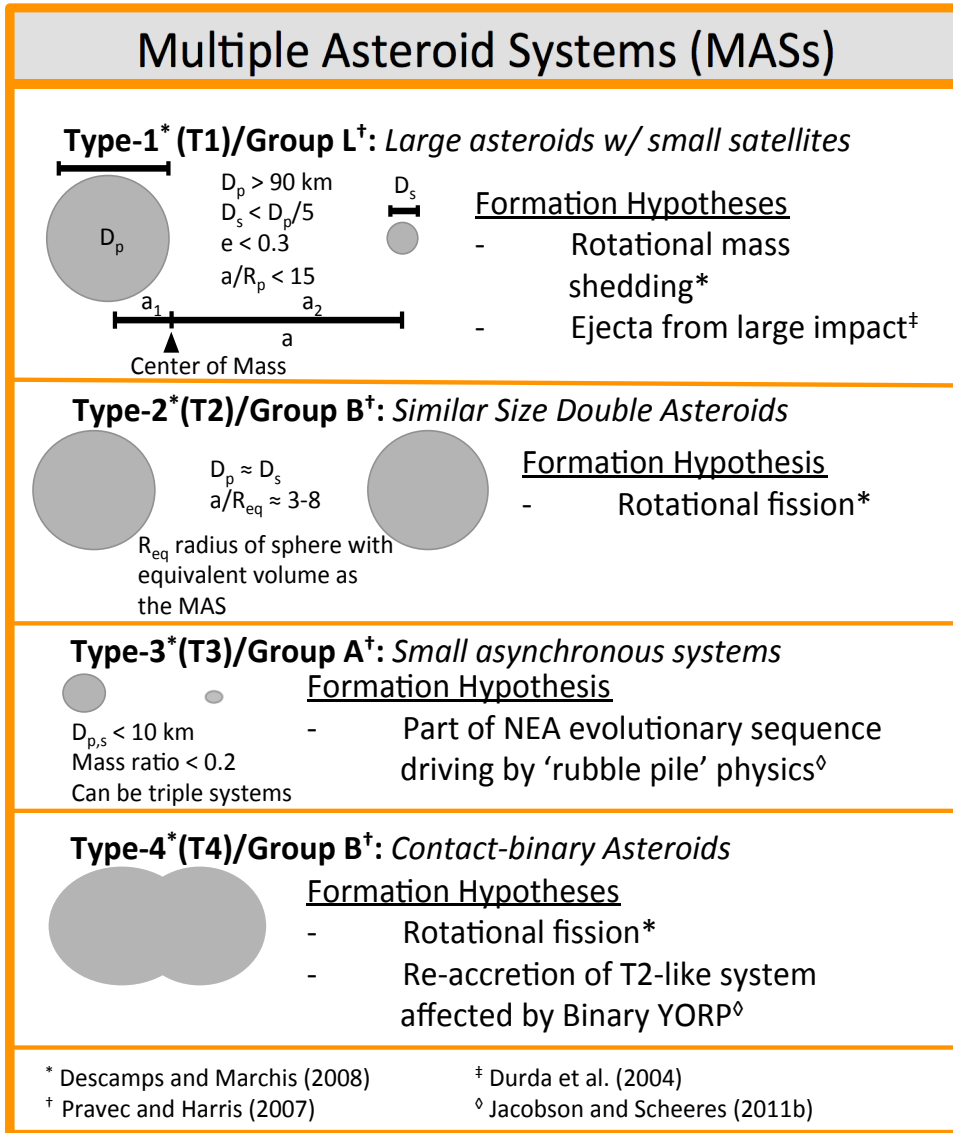 Multiple Asteroid Systems (MASs)
Type-1* (T1)/Group L†: Large asteroids w/ small satellites
Dp > 90 km
Ds < Dp/5
e < 0.3
a/Rp < 15
Dp
Ds
a1
a2
a
Center of Mass
Formation Hypotheses
- Rotational mass
shedding*
- Ejecta from large impact‡
Type-2*(T2)/Group B†: Similar Size Double Asteroids
Dp ≈ Ds
a/Req ≈ 3-8
Req radius of sphere with
equivalent volume as
the MAS
Formation Hypothesis
- Rotational fission*
Type-3*(T3)/Group A†: Small asynchronous systems
Dp,s < 10 km
Mass ratio < 0.2
Can be triple systems
Formation Hypothesis
- Part of NEA evolutionary sequence
driving by ‘rubble pile’ physics◊
Type-4*(T4)/Group B†: Contact-binary Asteroids
Formation Hypotheses
- Rotational fission*
- Re-accretion of T2-like system
affected by Binary YORP◊
* Descamps and Marchis (2008)
† Pravec and Harris (2007)
‡ Durda et al. (2004)
◊ Jacobson and Scheeres (2011b)